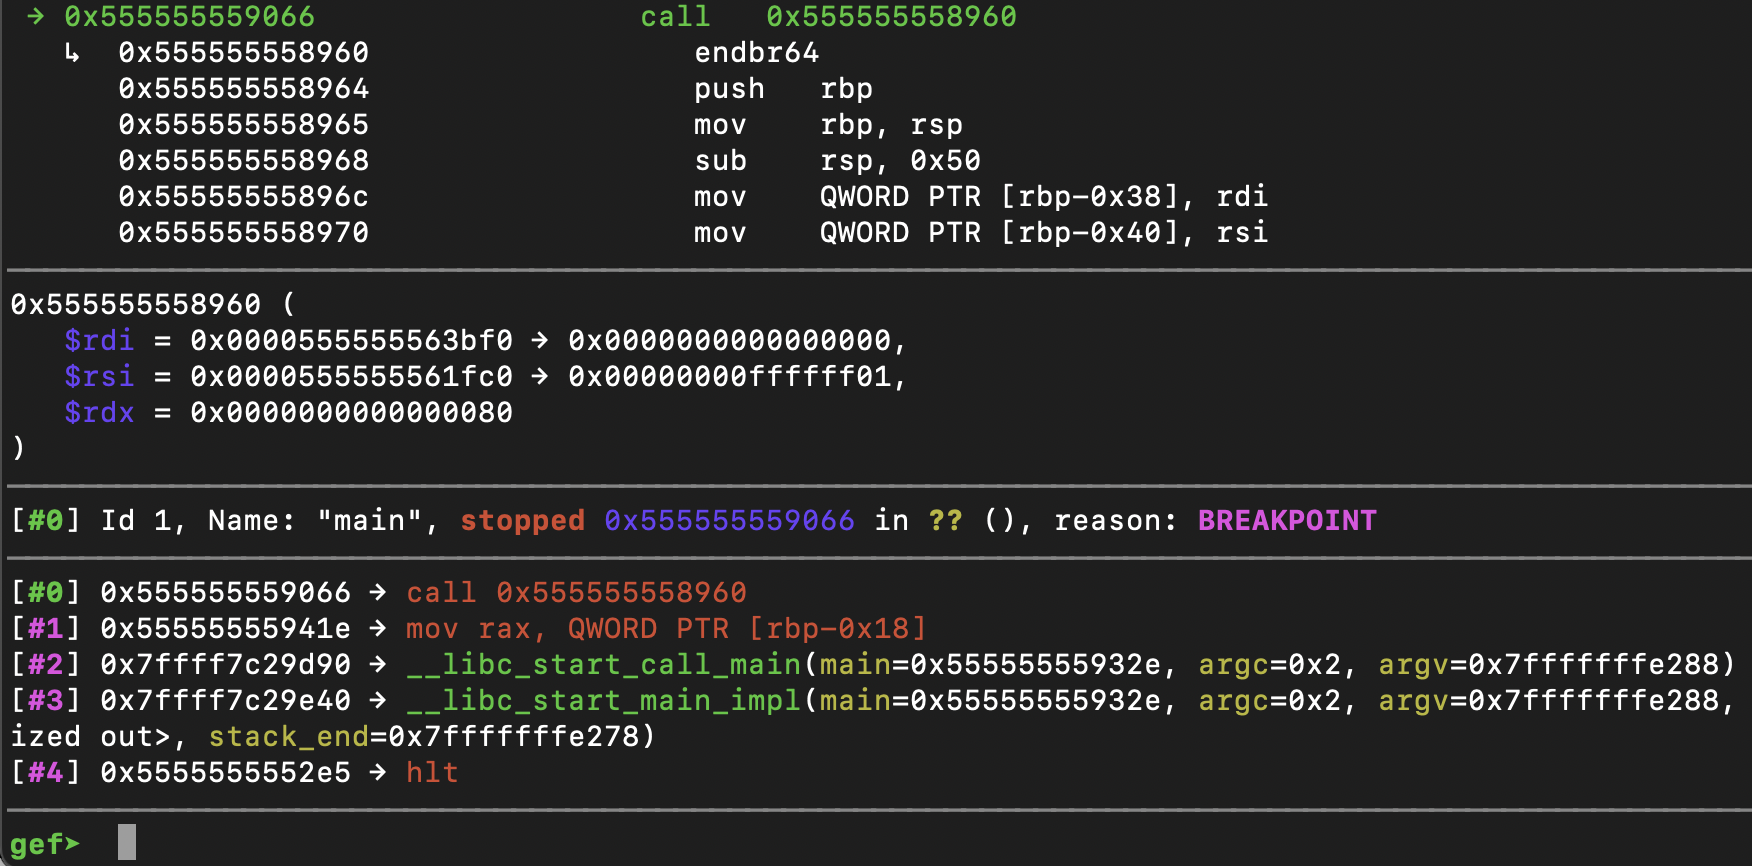 → 0x555555559066 call 0x555555558960
↳ 0x555555558960 endbr64
0x555555558964 push rbp
0x555555558965 mov rbp, rsp
0x555555558968 sub rsp, 0x50
0x55555555896c mov QWORD PTR [rbp-0x38], rdi
0x555555558970 mov QWORD PTR [rbp-0x40], rsi
0x555555558960 (
$rdi = 0x0000555555563bf0 → 0x0000000000000000,
$rsi = 0x0000555555561fc0 → 0x00000000ffffff01,
$rdx = 0x0000000000000080
)
[#0] Id 1, Name: "main", stopped 0x555555559066 in ?? (), reason: BREAKPOINT
[#0] 0x555555559066 → call 0x555555558960
[#1] 0x55555555941e → mov rax, QWORD PTR [rbp-0x18]
[#2] 0x7ffff7c29d90 → __libc_start_call_main(main=0x55555555932e, argc=0x2, argv=0x7fffffffe288)
[#3] 0x7ffff7c29e40 → __libc_start_main_impl(main=0x55555555932e, argc=0x2, argv=0x7fffffffe288,
ized out>, stack_end=0x7fffffffe278)
[#4] 0x5555555552e5 → hlt
gef➤